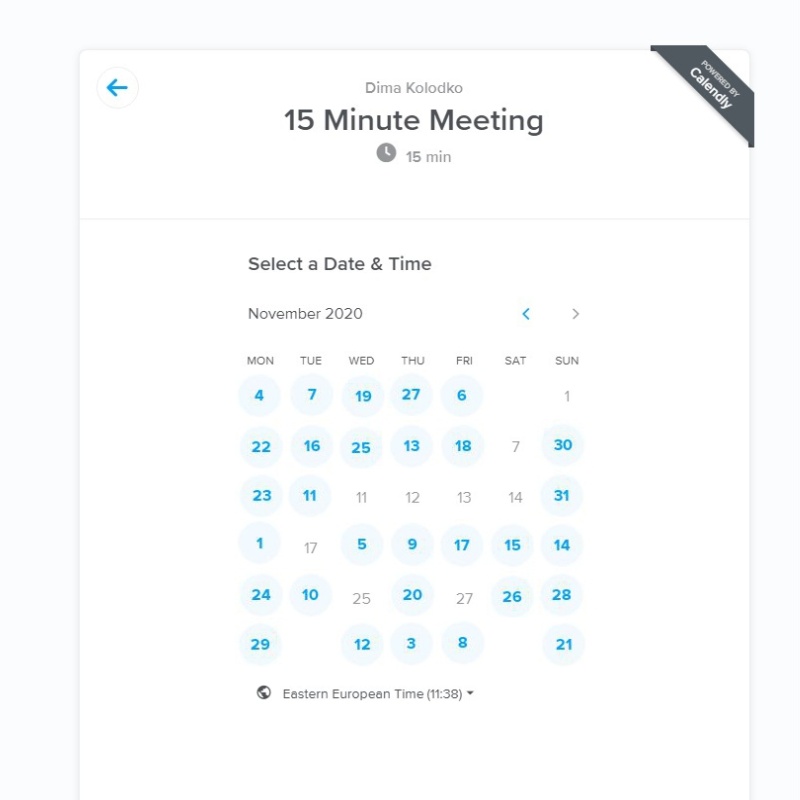 POWERED BY
Calendly
Dima Kolodko
15 Minute Meeting
15 min
Select a Date & Time
November 2020
MON TUE WED THU FRI SAT SUN
4 7 19 27 6 1
22 16 25 13 18 7 30
23 11 11 12 13 14 31
1 17 5 9 17 15 14
24 10 25 20 27 26 28
29 12 3 8 21
Eastern European Time (11:38)